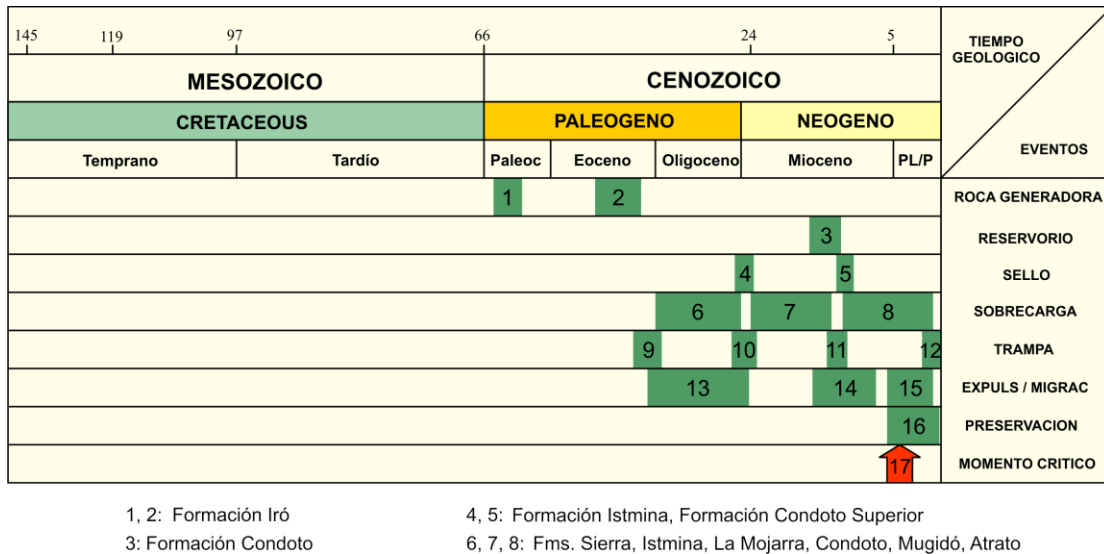 145 119 97 66 24 5 TIEMPO
GEOLOGICO
MESOZOICO CENOZOICO
CRETACEOUS PALEOGENO NEOGENO
EVENTOS
Temprano Tardío Paleoc Eoceno Oligoceno Mioceno PL/P
1 2 ROCA GENERADORA
3 RESERVORIO
4 5 SELLO
6 7 8 SOBRECARGA
9 10 11 12 TRAMPA
13 14 15 EXPULS / MIGRAC
16 PRESERVACION
17 MOMENTO CRITICO
1, 2: Formación Iró 4, 5: Formación Istmina, Formación Condoto Superior
3: Formación Condoto 6, 7, 8: Fms. Sierra, Istmina, La Mojarra, Condoto, Mugidó, Atrato